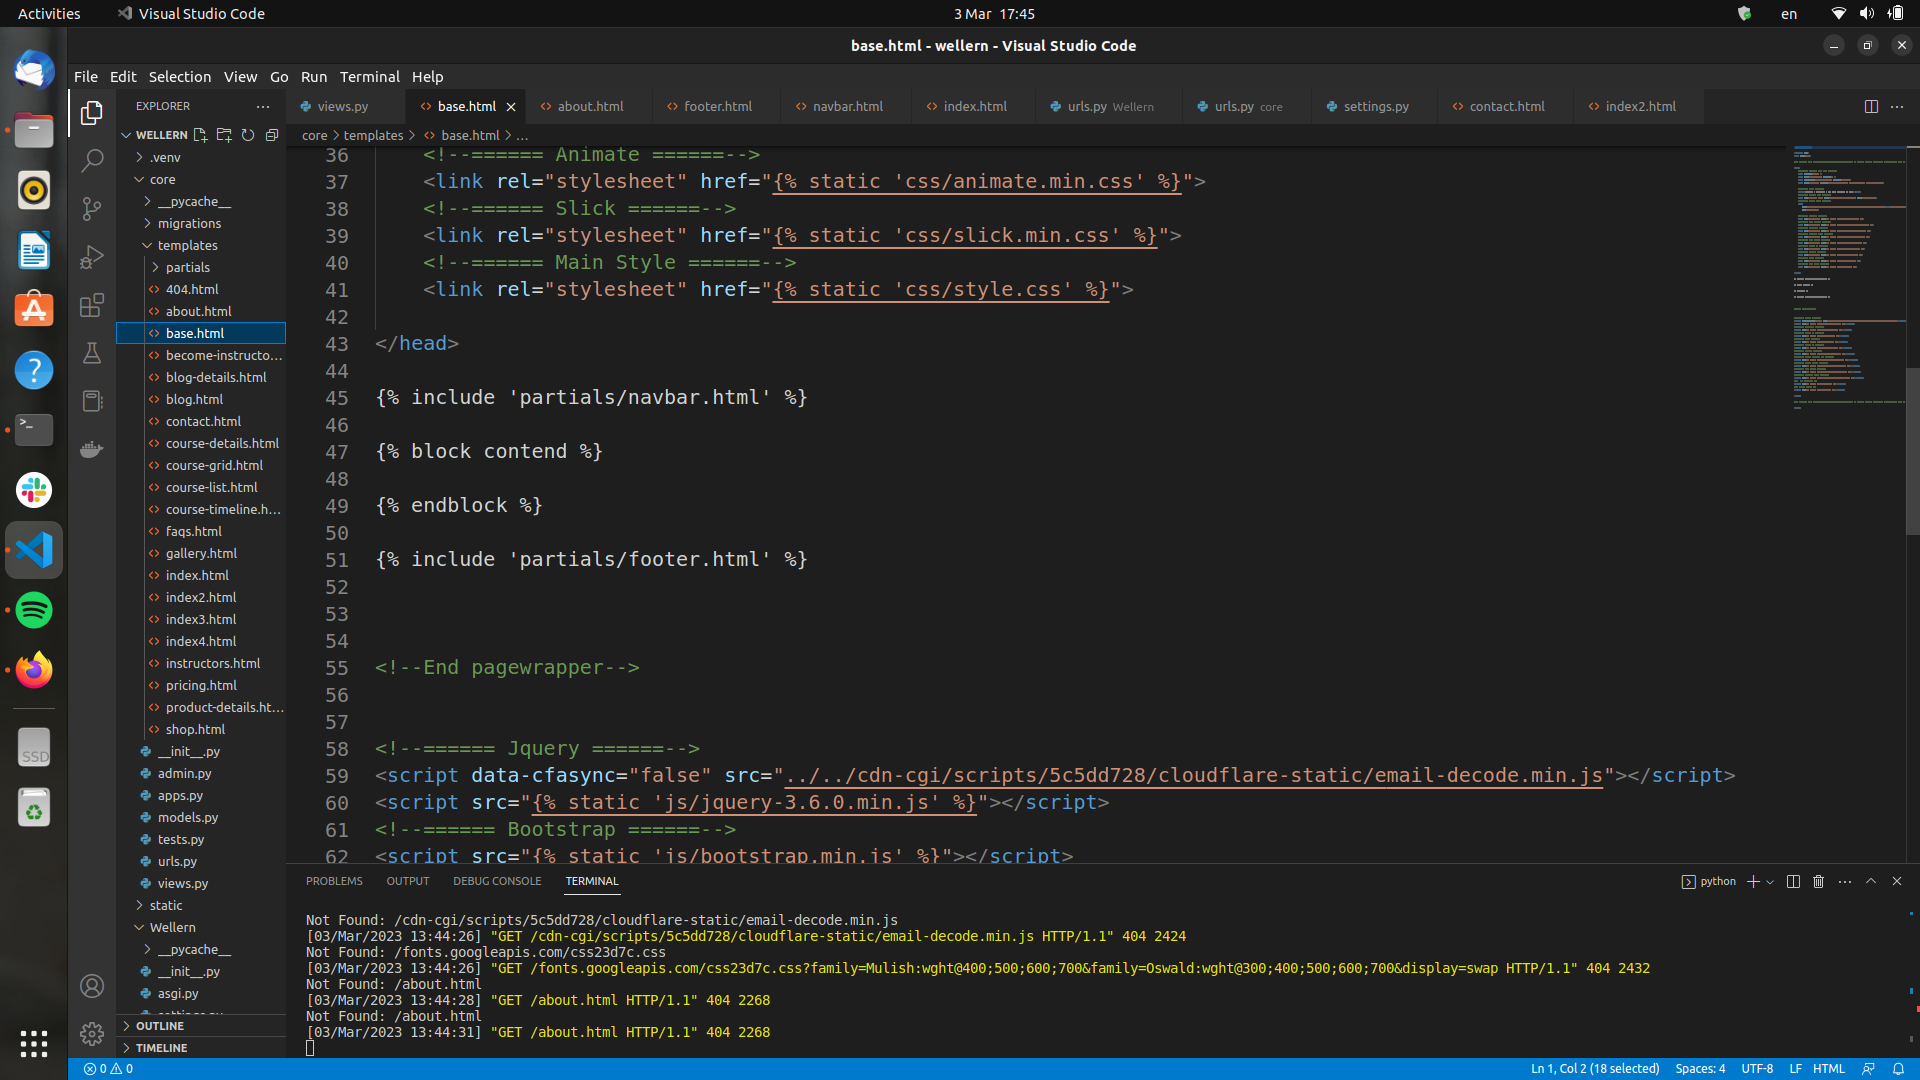 Activities
Visual Studio Code
3 Mar 17:45
en
base.html - wellern - Visual Studio Code
File Edit Selection View Go Run Terminal Help
EXPLORER
WELLERN
.venv
core
__pycache__
migrations
templates
partials
404.html
about.html
base.html
become-instructo...
blog-details.html
blog.html
contact.html
course-details.html
course-grid.html
course-list.html
course-timeline.h...
faqs.html
gallery.html
index.html
index2.html
index3.html
index4.html
instructors.html
pricing.html
product-details.ht...
shop.html
__init__.py
admin.py
apps.py
models.py
tests.py
urls.py
views.py
static
Wellern
__pycache__
__init__.py
asgi.py
OUTLINE
TIMELINE
SSD
views.py base.html about.html footer.html navbar.html index.html urls.py Wellern urls.py core settings.py contact.html index2.html
core > templates > base.html > ...
36 <!--====== Animate ======-->
37 <link rel="stylesheet" href="{% static 'css/animate.min.css' %}">
38 <!--====== Slick ======-->
39 <link rel="stylesheet" href="{% static 'css/slick.min.css' %}">
40 <!--====== Main Style ======-->
41 <link rel="stylesheet" href="{% static 'css/style.css' %}">
42
43 </head>
44
45 {% include 'partials/navbar.html' %}
46
47 {% block contend %}
48
49 {% endblock %}
50
51 {% include 'partials/footer.html' %}
52
53
54
55 <!--End pagewrapper-->
56
57
58 <!--====== Jquery ======-->
59 <script data-cfasync="false" src="../../cdn-cgi/scripts/5c5dd728/cloudflare-static/email-decode.min.js"></script>
60 <script src="{% static 'js/jquery-3.6.0.min.js' %}"></script>
61 <!--====== Bootstrap ======-->
62 <script src="{% static 'js/bootstrap.min.js' %}"></script>
PROBLEMS OUTPUT DEBUG CONSOLE TERMINAL
python
Not Found: /cdn-cgi/scripts/5c5dd728/cloudflare-static/email-decode.min.js
[03/Mar/2023 13:44:26] "GET /cdn-cgi/scripts/5c5dd728/cloudflare-static/email-decode.min.js HTTP/1.1" 404 2424
Not Found: /fonts.googleapis.com/css23d7c.css
[03/Mar/2023 13:44:26] "GET /fonts.googleapis.com/css23d7c.css?family=Mulish:wght@400;500;600;700&family=Oswald:wght@300;400;500;600;700&display=swap HTTP/1.1" 404 2432
Not Found: /about.html
[03/Mar/2023 13:44:28] "GET /about.html HTTP/1.1" 404 2268
Not Found: /about.html
[03/Mar/2023 13:44:31] "GET /about.html HTTP/1.1" 404 2268
0 0
Ln 1, Col 2 (18 selected) Spaces: 4 UTF-8 LF HTML